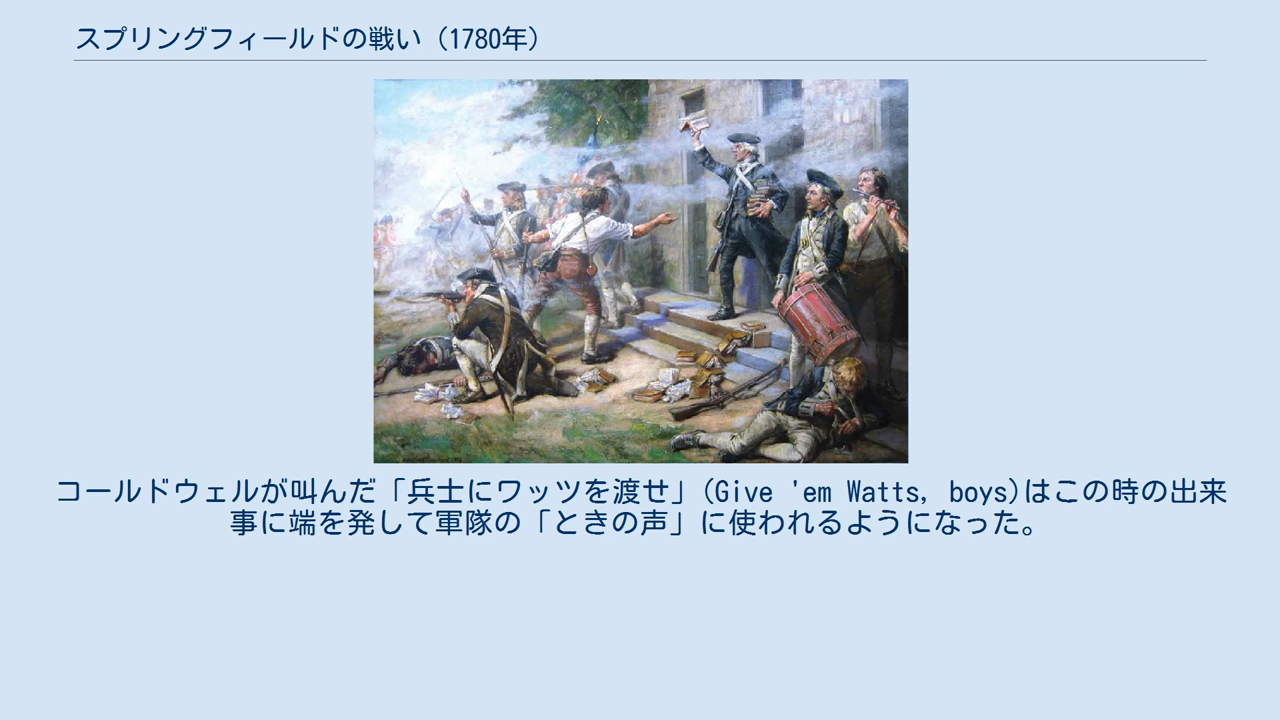 スプリングフィールドの戦い（1780年）
コールドウェルが叫んだ「兵士にワッツを渡せ」(Give 'em Watts, boys)はこの時の出来
事に端を発して軍隊の「ときの声」に使われるようになった。